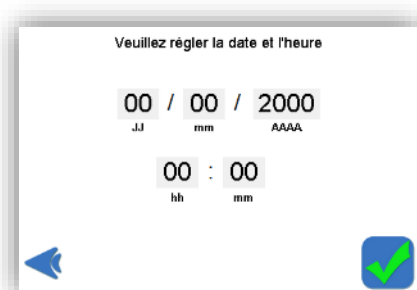 Veuillez régler la date et l'heure
00 / 00 / 2000
JJ mm AAAA
00 : 00
hh mm